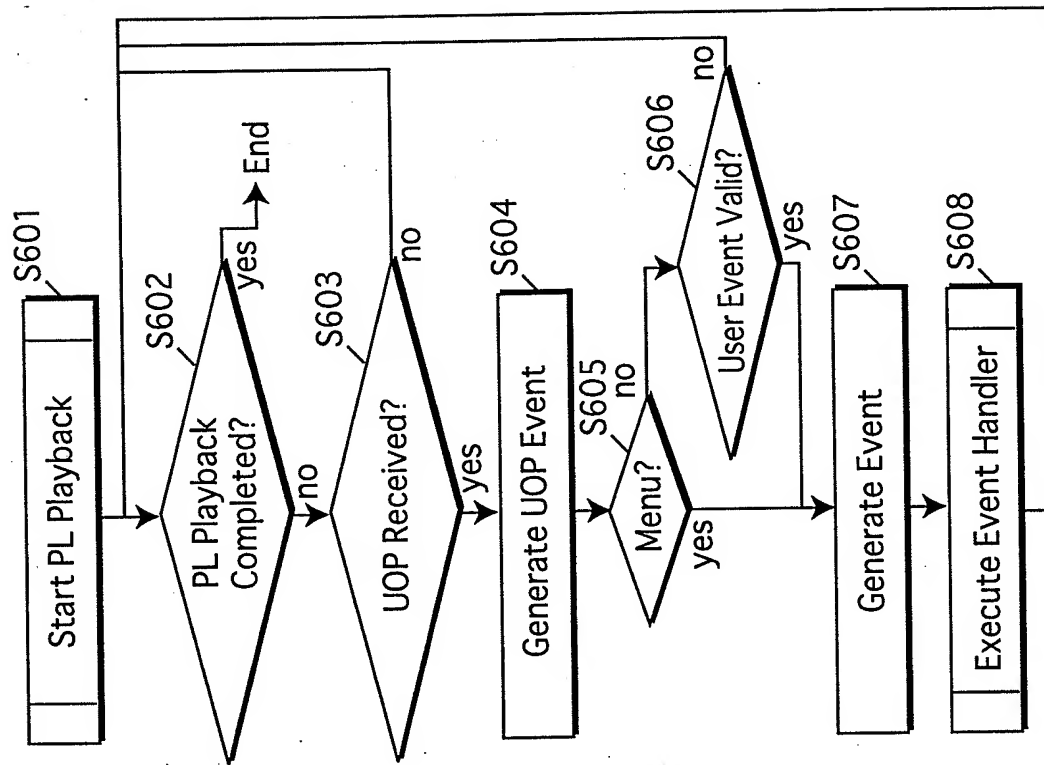 S601
Start PL Playback
S602
PL Playback
Completed?
yes
End
no
S603
UOP Received?
no
yes
S604
Generate UOP Event
S605
Menu?
no
yes
S606
User Event Valid?
no
yes
S607
Generate Event
S608
Execute Event Handler